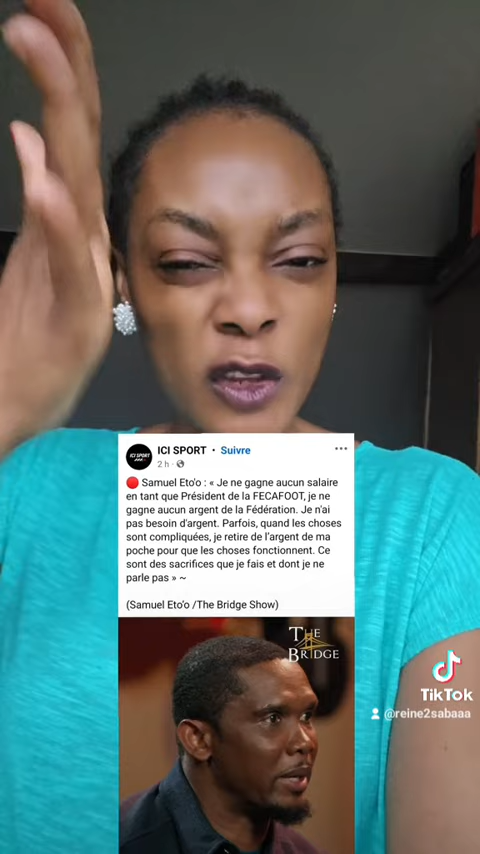 ICI SPORT
ICI SPORT • Suivre
2 h •
Samuel Eto'o : « Je ne gagne aucun salaire
en tant que Président de la FECAFOOT, je ne
gagne aucun argent de la Fédération. Je n'ai
pas besoin d'argent. Parfois, quand les choses
sont compliquées, je retire de l'argent de ma
poche pour que les choses fonctionnent. Ce
sont des sacrifices que je fais et dont je ne
parle pas » ~
(Samuel Eto'o /The Bridge Show)
THE
BRIDGE
TikTok
@reine2sabaaa